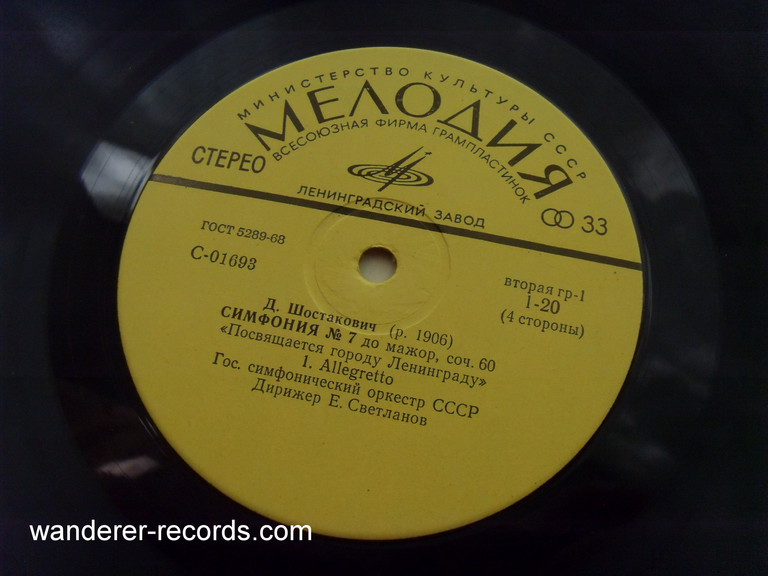 МИНИСТЕРСТВО КУЛЬТУРЫ СССР
МЕЛОДИЯ
ВСЕСОЮЗНАЯ ФИРМА ГРАМПЛАСТИНОК
СТЕРЕО
33
ЛЕНИНГРАДСКИЙ ЗАВОД
ГОСТ 5289-68
С-01693
вторая гр-1
1-20
(4 стороны)
Д. Шостакович (р. 1906)
СИМФОНИЯ № 7 до мажор, соч. 60
«Посвящается городу Ленинграду»
1. Allegretto
Гос. симфонический оркестр СССР
Дирижер Е. Светланов
wanderer-records.com